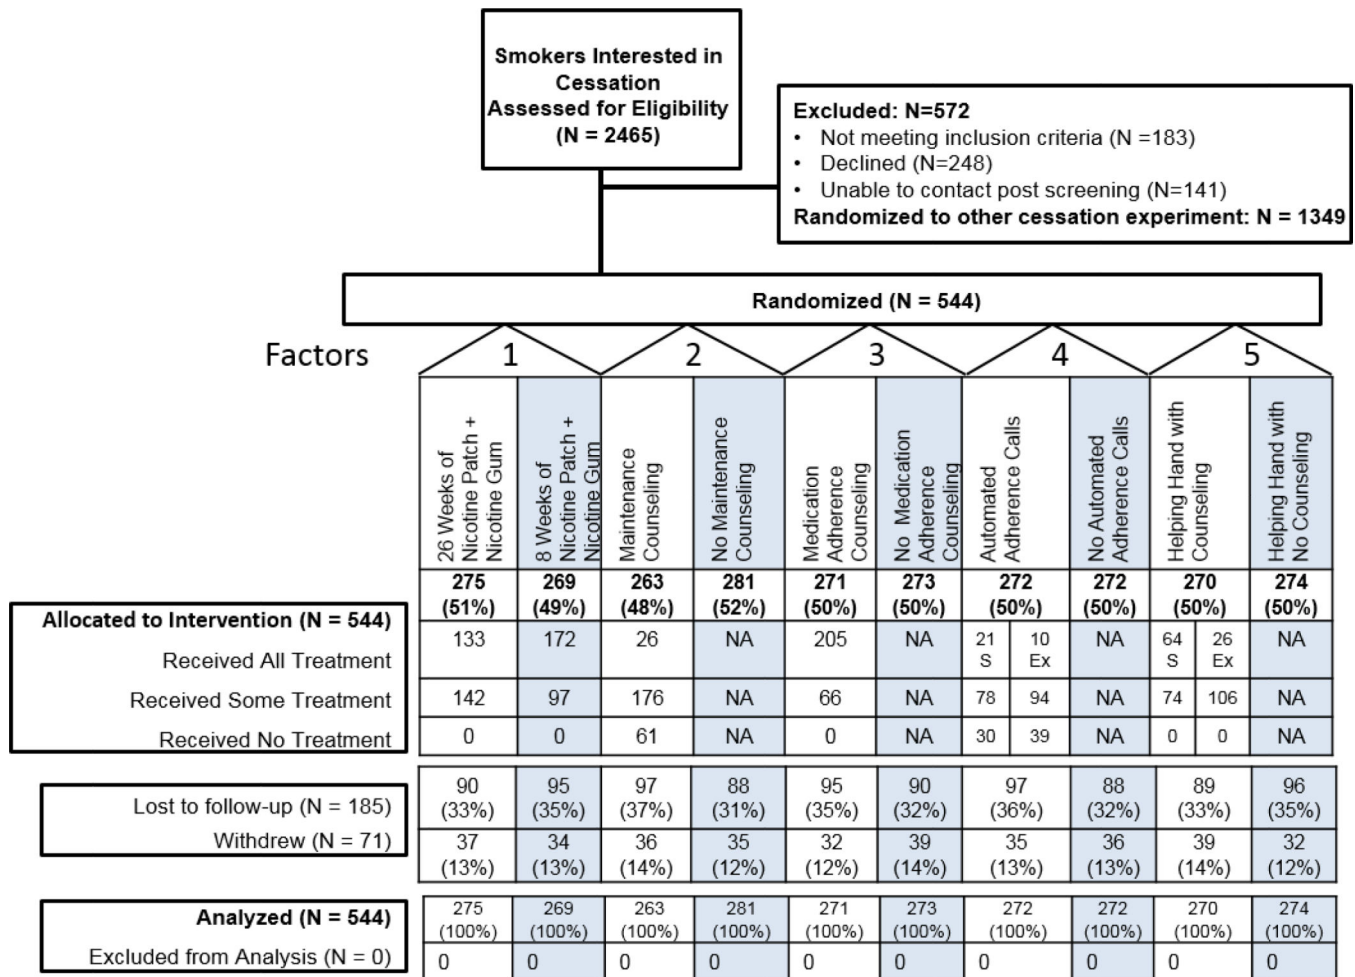 Smokers Interested in
Cessation
Assessed for Eligibility
(N = 2465)
Excluded: N=572
• Not meeting inclusion criteria (N =183)
• Declined (N=248)
• Unable to contact post screening (N=141)
Randomized to other cessation experiment: N = 1349
Randomized (N = 544)
Factors 1 2 3 4 5
26 Weeks of
Nicotine Patch +
Nicotine Gum
8 Weeks of
Nicotine Patch +
Nicotine Gum
Maintenance
Counseling
No Maintenance
Counseling
Medication
Adherence
Counseling
No Medication
Adherence
Counseling
Automated
Adherence Calls
No Automated
Adherence Calls
Helping Hand with
Counseling
Helping Hand with
No Counseling
275 269 263 281 271 273 272 272 270 274
(51%) (49%) (48%) (52%) (50%) (50%) (50%) (50%) (50%) (50%)
Allocated to Intervention (N = 544)
Received All Treatment 133 172 26 NA 205 NA 21 S 10 Ex NA 64 S 26 Ex NA
Received Some Treatment 142 97 176 NA 66 NA 78 94 NA 74 106 NA
Received No Treatment 0 0 61 NA 0 NA 30 39 NA 0 0 NA
Lost to follow-up (N = 185) 90 95 97 88 95 90 97 88 89 96
(33%) (35%) (37%) (31%) (35%) (32%) (36%) (32%) (33%) (35%)
Withdrew (N = 71) 37 34 36 35 32 39 35 36 39 32
(13%) (13%) (14%) (12%) (12%) (14%) (13%) (13%) (14%) (12%)
Analyzed (N = 544) 275 269 263 281 271 273 272 272 270 274
(100%) (100%) (100%) (100%) (100%) (100%) (100%) (100%) (100%) (100%)
Excluded from Analysis (N = 0) 0 0 0 0 0 0 0 0 0 0